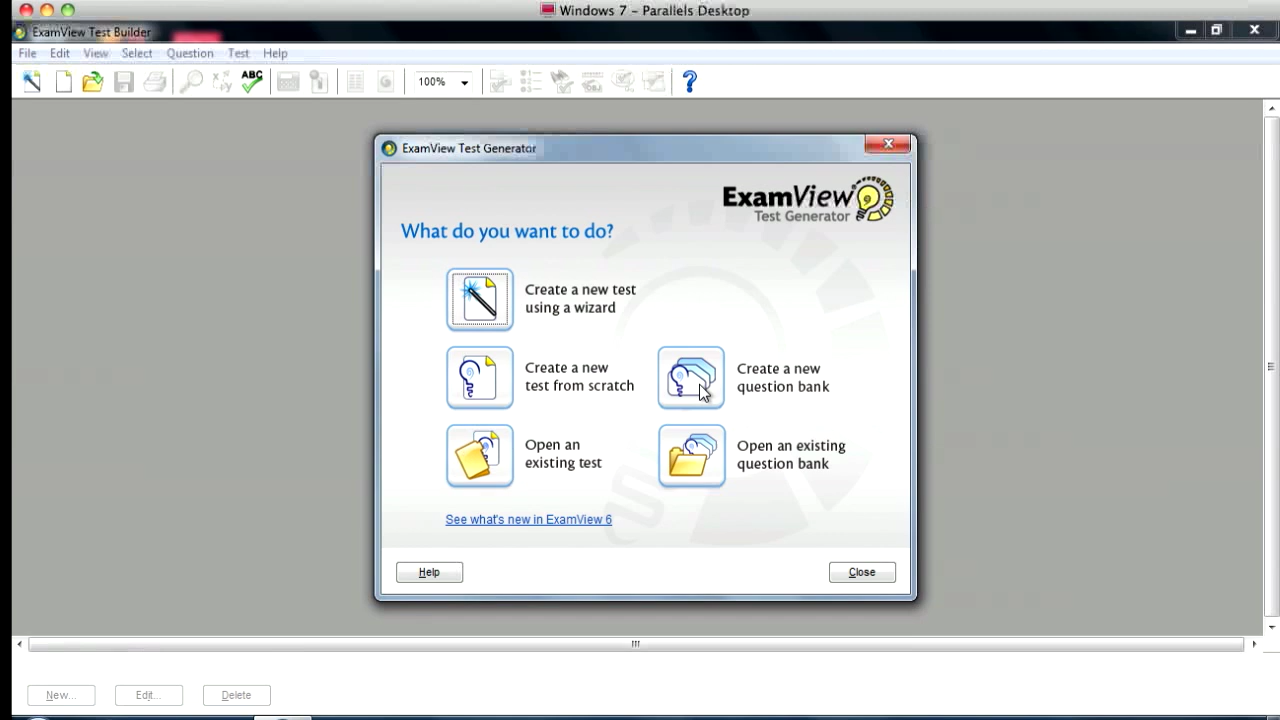 Windows 7 - Parallels Desktop
ExamView Test Builder
File Edit View Select Question Test Help
ABC 100% ?
ExamView Test Generator
ExamView
Test Generator
What do you want to do?
Create a new test
using a wizard
Create a new
test from scratch
Create a new
question bank
Open an
existing test
Open an existing
question bank
See what's new in ExamView 6
Help Close
New... Edit... Delete